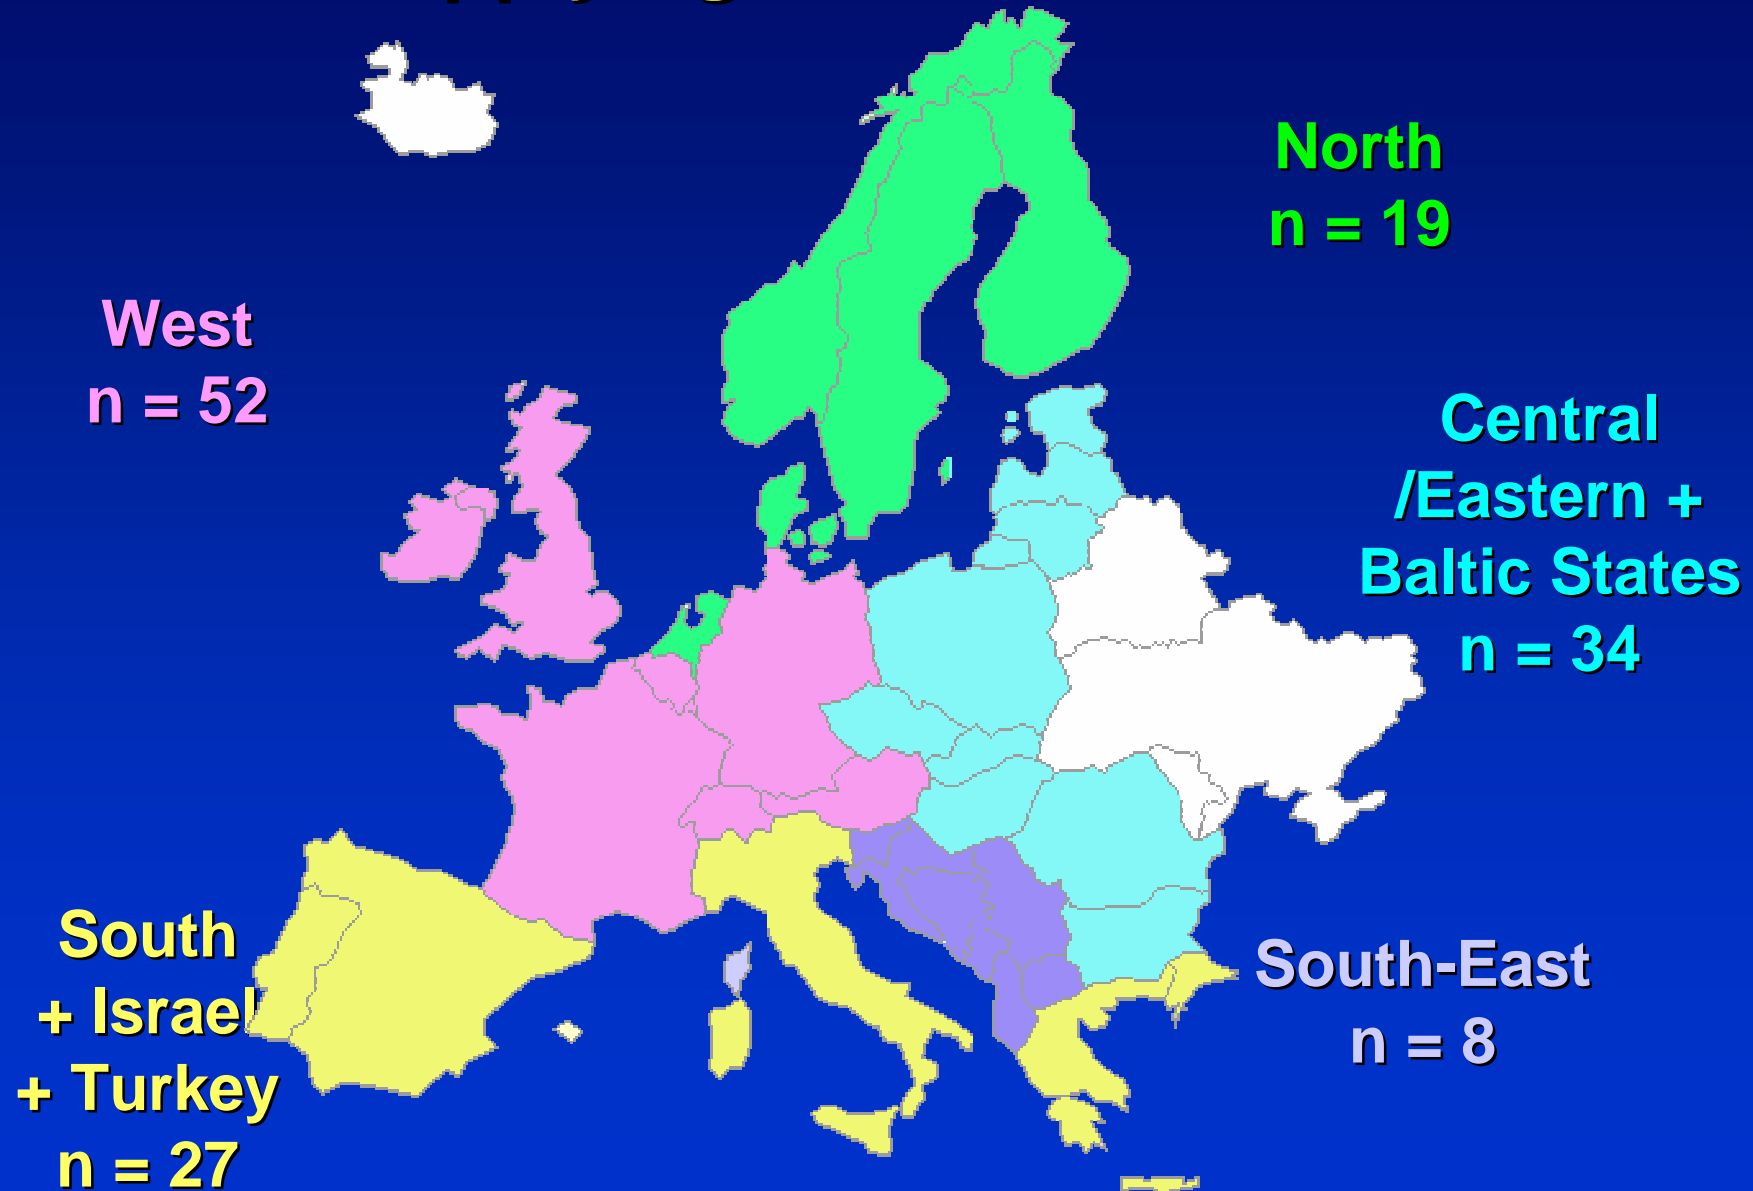 North
n = 19
West
n = 52
Central
/Eastern +
Baltic States
n = 34
South
+ Israel
+ Turkey
n = 27
South-East
n = 8